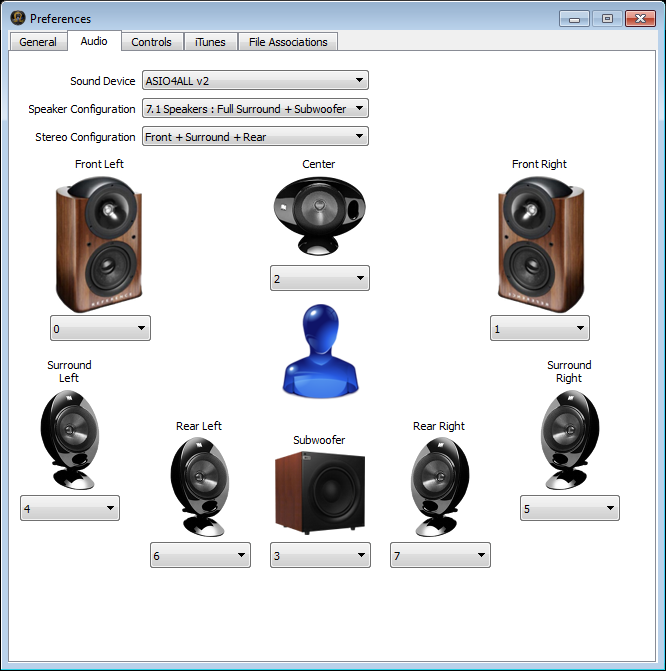 Preferences
General
Audio
Controls
iTunes
File Associations
Sound Device
ASIO4ALL v2
Speaker Configuration
7.1 Speakers : Full Surround + Subwoofer
Stereo Configuration
Front + Surround + Rear
Front Left
Center
Front Right
REFERENCE
2
0
1
Surround
Left
Surround
Right
Rear Left
Subwoofer
Rear Right
4
5
6
3
7